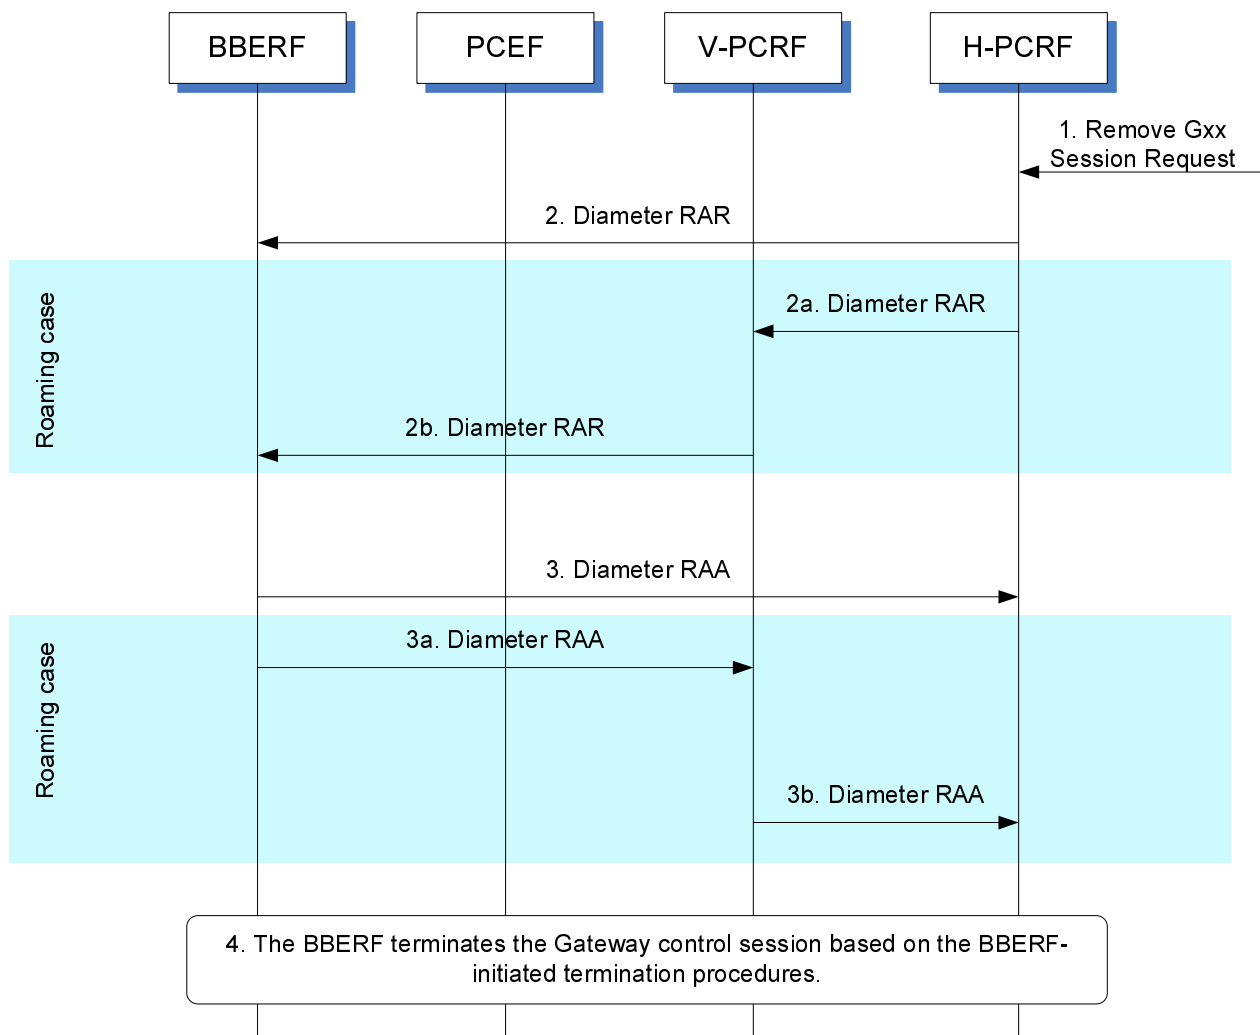 BBERF
PCEF
V-PCRF
H-PCRF
1. Remove Gxx
Session Request
2. Diameter RAR
Roaming case
2a. Diameter RAR
2b. Diameter RAR
3. Diameter RAA
Roaming case
3a. Diameter RAA
3b. Diameter RAA
4. The BBERF terminates the Gateway control session based on the BBERF-
initiated termination procedures.